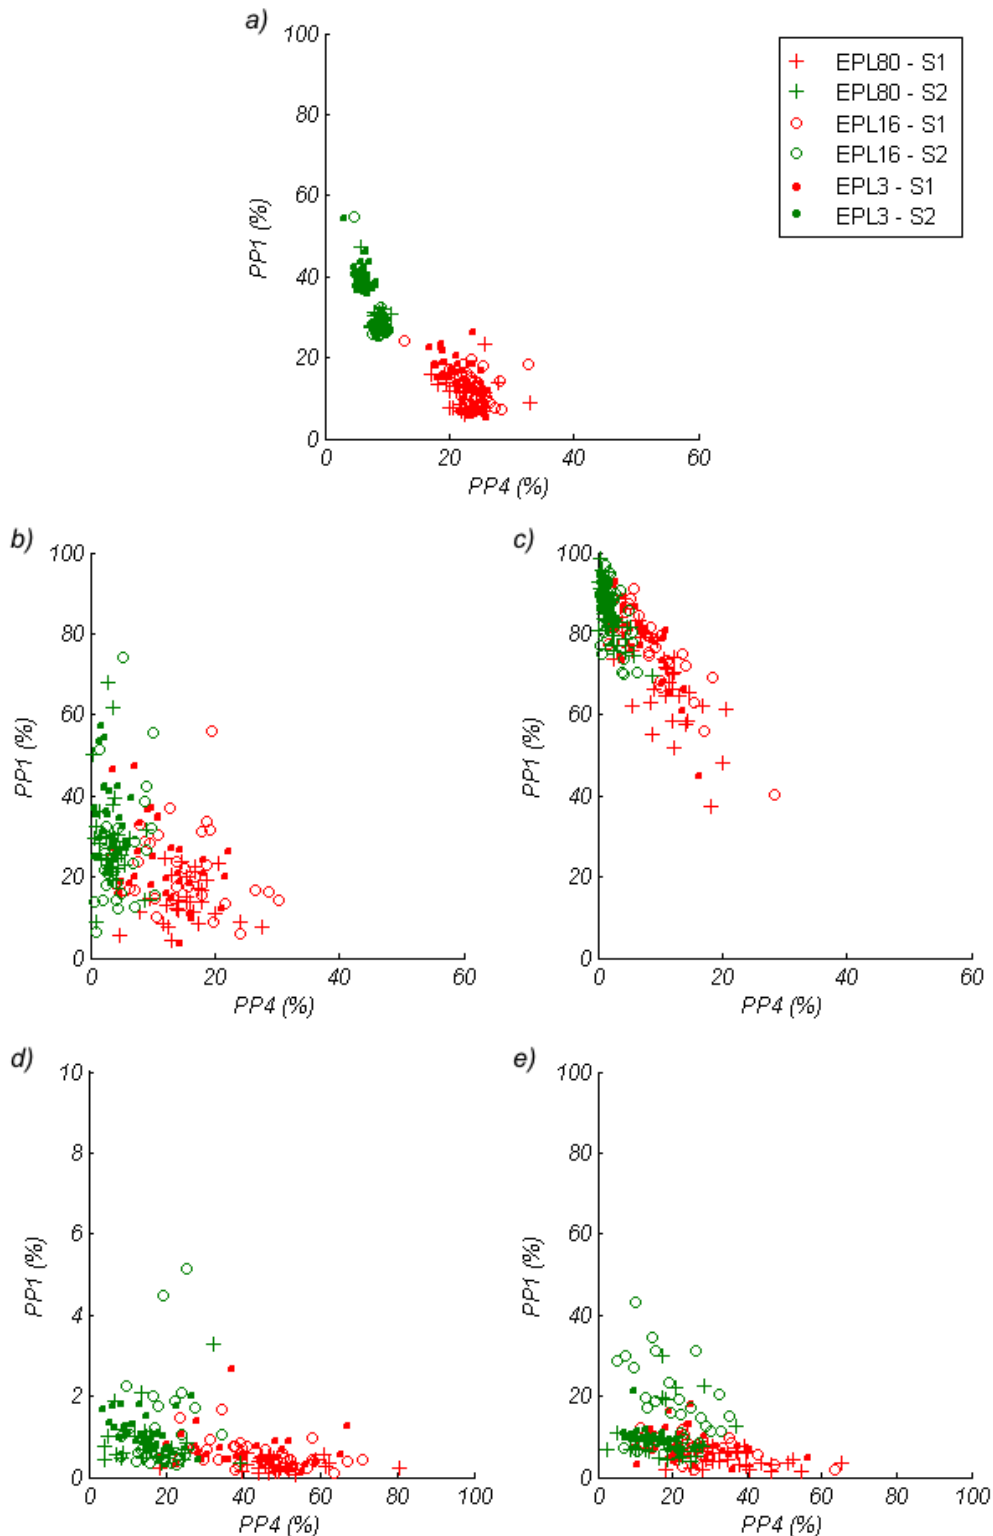 a)
100
80
60
40
20
0
PP1 (%)
0 20 40 60
PP4 (%)
EPL80 - S1
EPL80 - S2
EPL16 - S1
EPL16 - S2
EPL3 - S1
EPL3 - S2
b)
100
80
60
40
20
0
PP1 (%)
0 20 40 60
PP4 (%)
c)
100
80
60
40
20
0
PP1 (%)
0 20 40 60
PP4 (%)
d)
10
8
6
4
2
0
PP1 (%)
0 20 40 60 80 100
PP4 (%)
e)
100
80
60
40
20
0
PP1 (%)
0 20 40 60 80 100
PP4 (%)